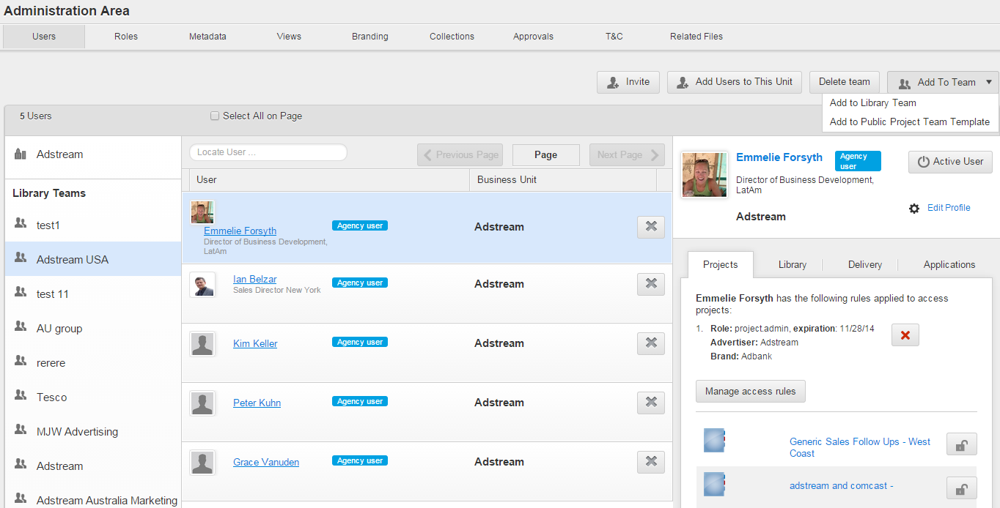 Administration Area
Users
Roles
Metadata
Views
Branding
Collections
Approvals
T&C
Related Files
Invite
Add Users to This Unit
Delete team
Add To Team
Add to Library Team
Add to Public Project Team Template
5 Users
Select All on Page
Adstream
Library Teams
test1
Adstream USA
test 11
AU group
rerere
Tesco
MJW Advertising
Adstream
Adstream Australia Marketing
Locate User ...
Previous Page
Page
Next Page
User
Business Unit
Emmelie Forsyth
Director of Business Development,
LatAm
Agency user
Adstream
Ian Belzar
Sales Director New York
Agency user
Adstream
Kim Keller
Agency user
Adstream
Peter Kuhn
Agency user
Adstream
Grace Vanuden
Agency user
Adstream
Emmelie Forsyth
Agency
user
Director of Business Development,
LatAm
Adstream
Active User
Edit Profile
Projects
Library
Delivery
Applications
Emmelie Forsyth has the following rules applied to access
projects:
1. Role: project.admin, expiration: 11/28/14
Advertiser: Adstream
Brand: Adbank
Manage access rules
Generic Sales Follow Ups - West
Coast
adstream and comcast -